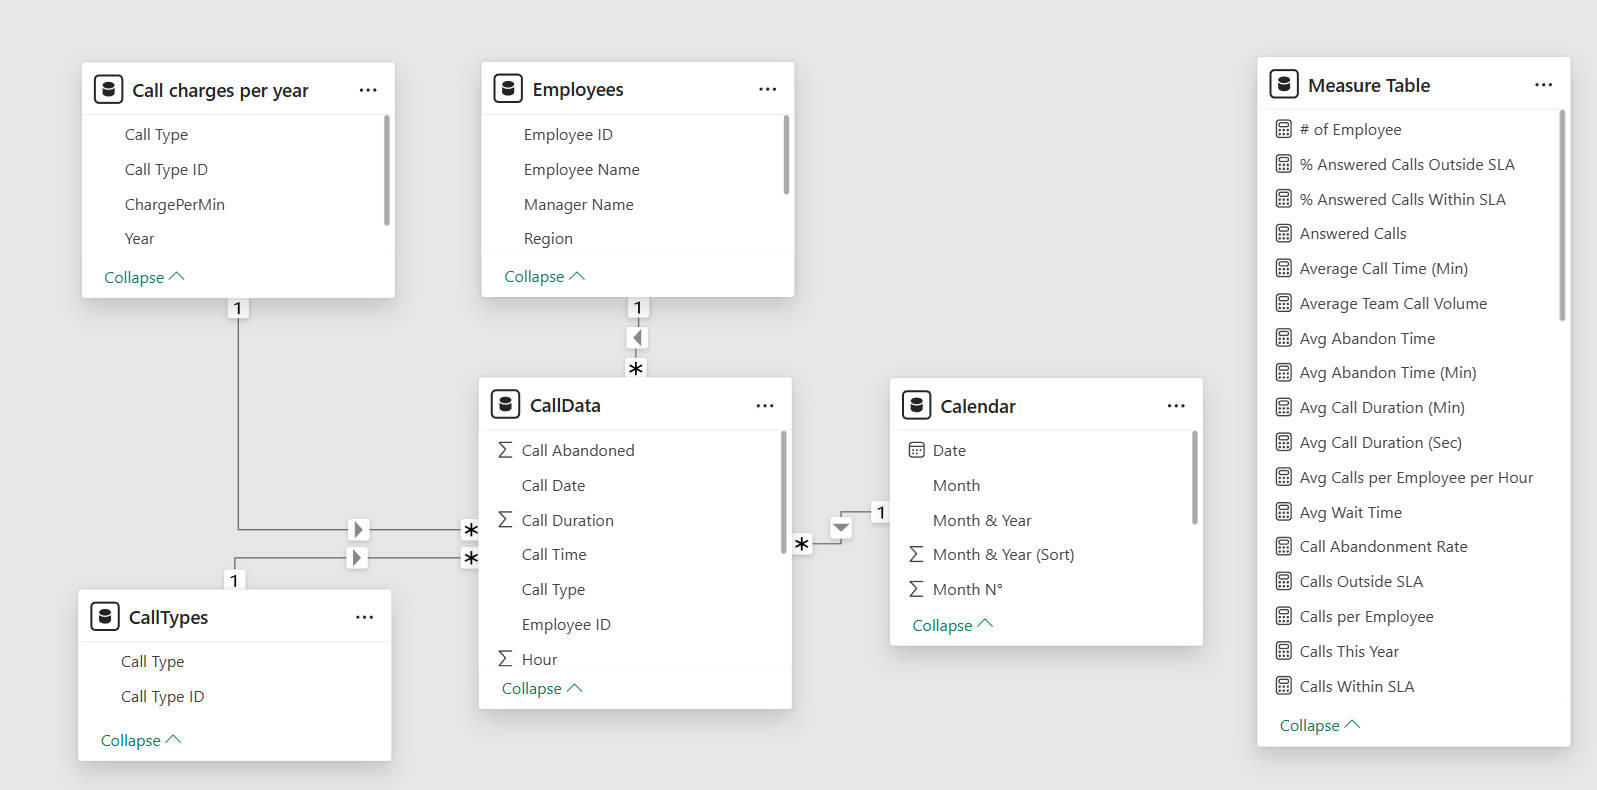 Call charges per year
Call Type
Call Type ID
ChargePerMin
Year
Collapse
1
Employees
Employee ID
Employee Name
Manager Name
Region
Collapse
1
*
CallData
Call Abandoned
Call Date
Call Duration
Call Time
Call Type
Employee ID
Hour
Collapse
*
*
*
1
CallTypes
Call Type
Call Type ID
Collapse
1
Calendar
Date
Month
Month & Year
Month & Year (Sort)
Month N°
Collapse
Measure Table
# of Employee
% Answered Calls Outside SLA
% Answered Calls Within SLA
Answered Calls
Average Call Time (Min)
Average Team Call Volume
Avg Abandon Time
Avg Abandon Time (Min)
Avg Call Duration (Min)
Avg Call Duration (Sec)
Avg Calls per Employee per Hour
Avg Wait Time
Call Abandonment Rate
Calls Outside SLA
Calls per Employee
Calls This Year
Calls Within SLA
Collapse